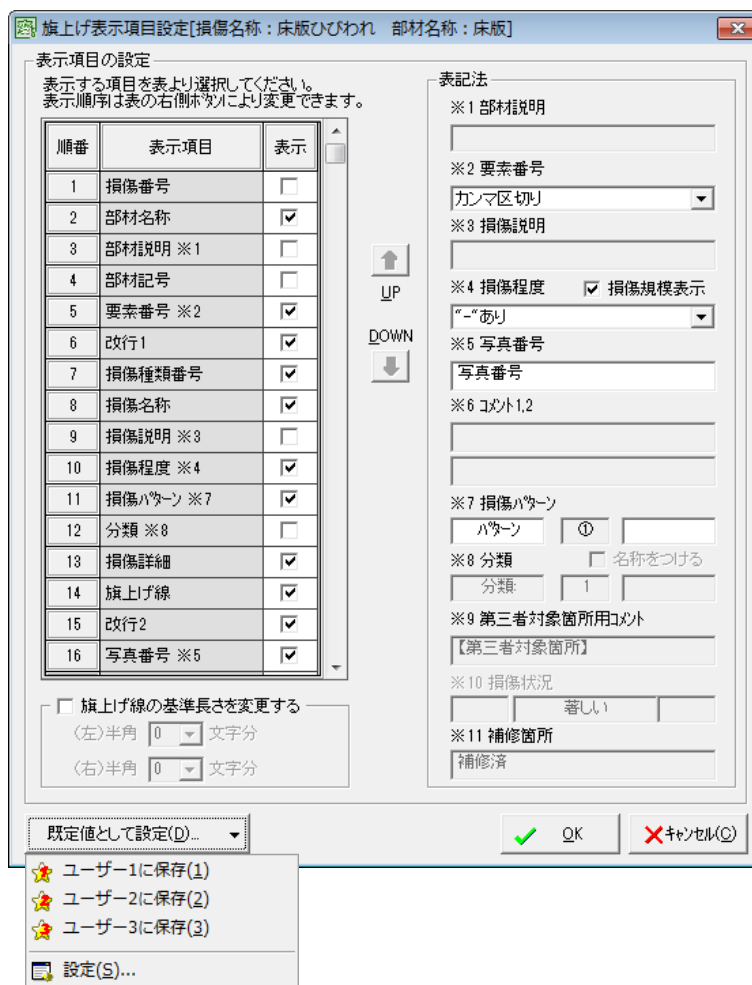 旗上げ表示項目設定[損傷名称：床版ひびわれ　部材名称：床版]
表示項目の設定
表示する項目を表より選択してください。
表示順序は表の右側ﾎﾞﾀﾝにより変更できます。
順番 表示項目 表示
1 損傷番号
2 部材名称
3 部材説明 ※1
4 部材記号
5 要素番号 ※2
6 改行1
7 損傷種類番号
8 損傷名称
9 損傷説明 ※3
10 損傷程度 ※4
11 損傷ﾊﾟﾀｰﾝ ※7
12 分類 ※8
13 損傷詳細
14 旗上げ線
15 改行2
16 写真番号 ※5
UP
DOWN
旗上げ線の基準長さを変更する
(左)半角 0 文字分
(右)半角 0 文字分
表記法
※1 部材説明
※2 要素番号
カンマ区切り
※3 損傷説明
※4 損傷程度 損傷規模表示
"-"あり
※5 写真番号
写真番号
※6 ｺﾒﾝﾄ1,2
※7 損傷ﾊﾟﾀｰﾝ
ﾊﾟﾀｰﾝ ①
※8 分類 名称をつける
分類: 1
※9 第三者対象箇所用ｺﾒﾝﾄ
【第三者対象箇所】
※10 損傷状況
著しい
※11 補修箇所
補修済
既定値として設定(D)...
OK
ｷｬﾝｾﾙ(C)
1 ユーザー1に保存(1)
2 ユーザー2に保存(2)
3 ユーザー3に保存(3)
設定(S)...